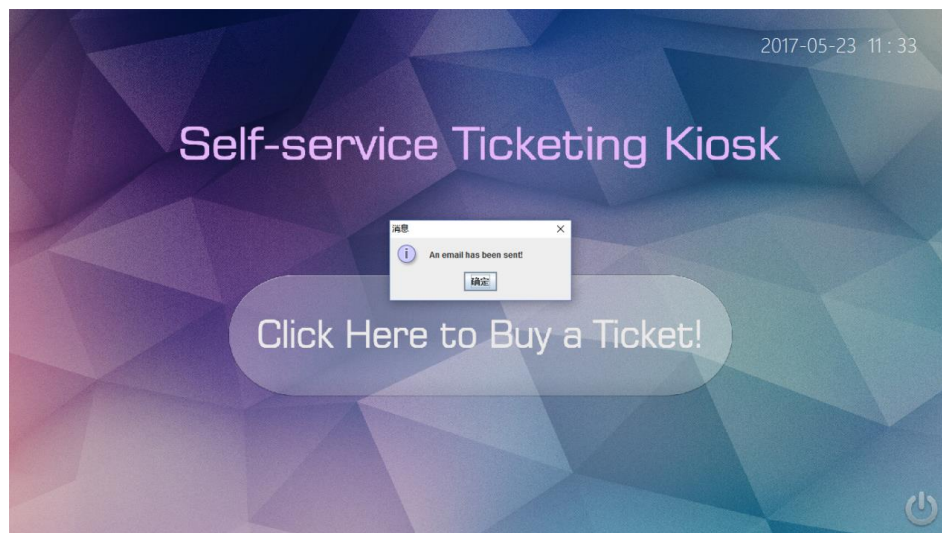 2017-05-23 11:33
Self-service Ticketing Kiosk
消息
An email has been sent!
确定
Click Here to Buy a Ticket!